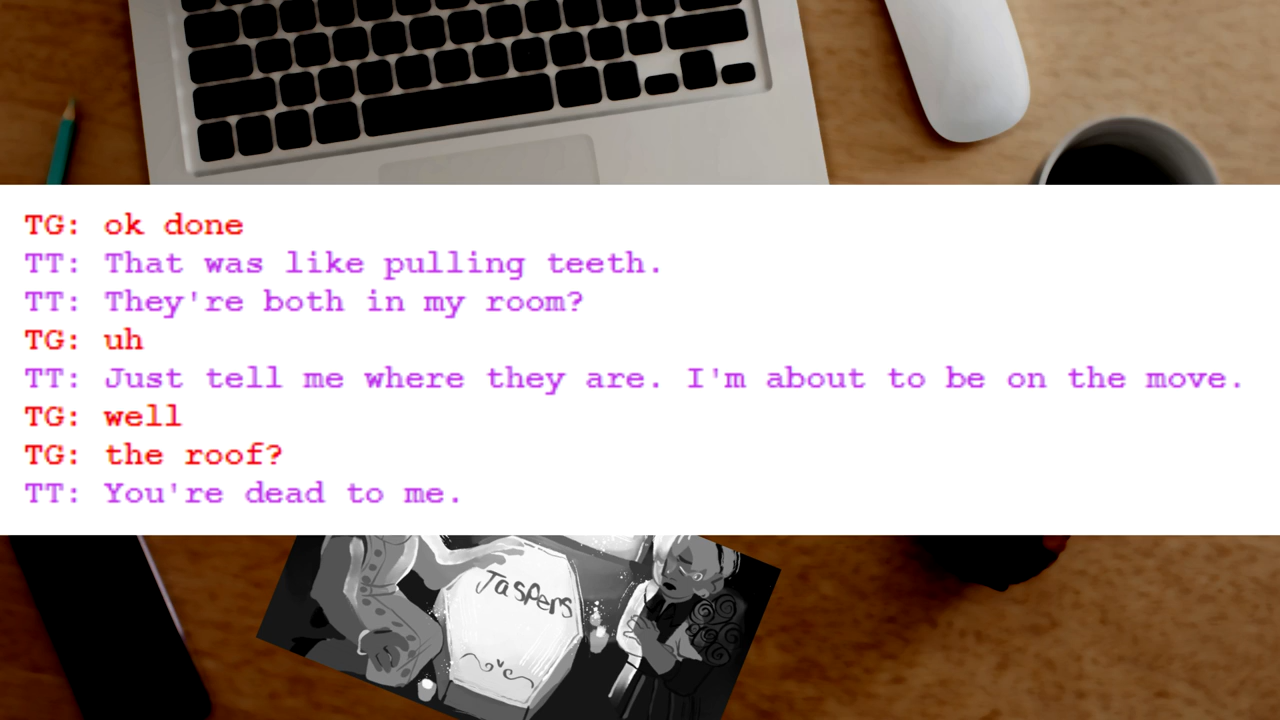 TG: ok done
TT: That was like pulling teeth.
TT: They're both in my room?
TG: uh
TT: Just tell me where they are. I'm about to be on the move.
TG: well
TG: the roof?
TT: You're dead to me.
Jaspers